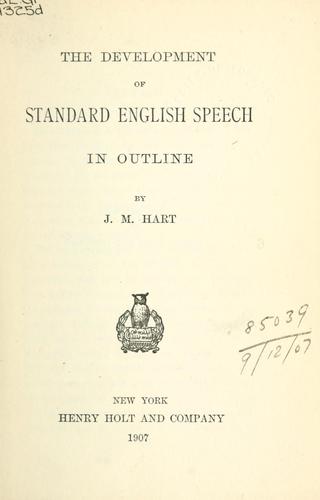 THE DEVELOPMENT
OF
STANDARD ENGLISH SPEECH
IN OUTLINE
BY
J. M. HART
85039
9/12/07
NEW YORK
HENRY HOLT AND COMPANY
1907